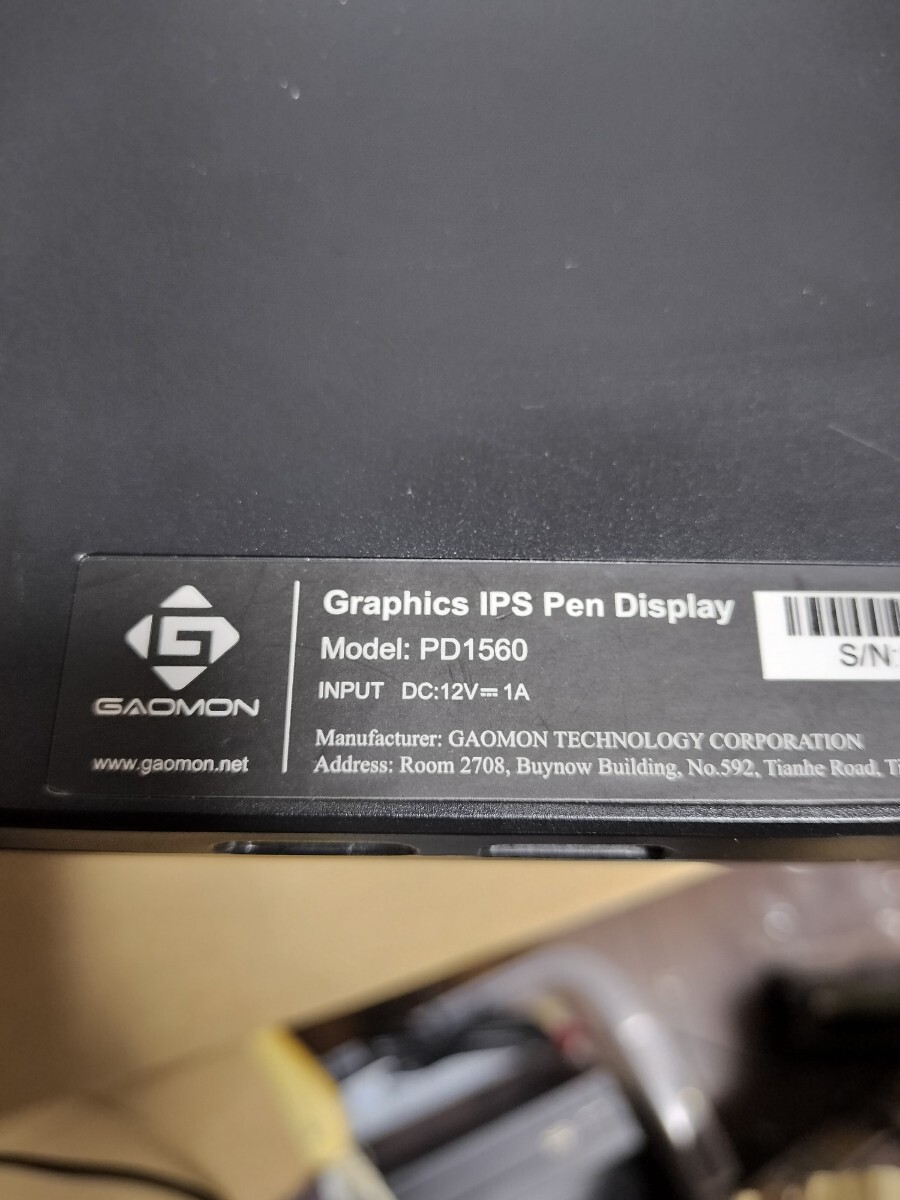 GAOMON
www.gaomon.net
Graphics IPS Pen Display
Model: PD1560
INPUT DC:12V⎓1A
Manufacturer: GAOMON TECHNOLOGY CORPORATION
Address: Room 2708, Buynow Building, No.592, Tianhe Road,
S/N: